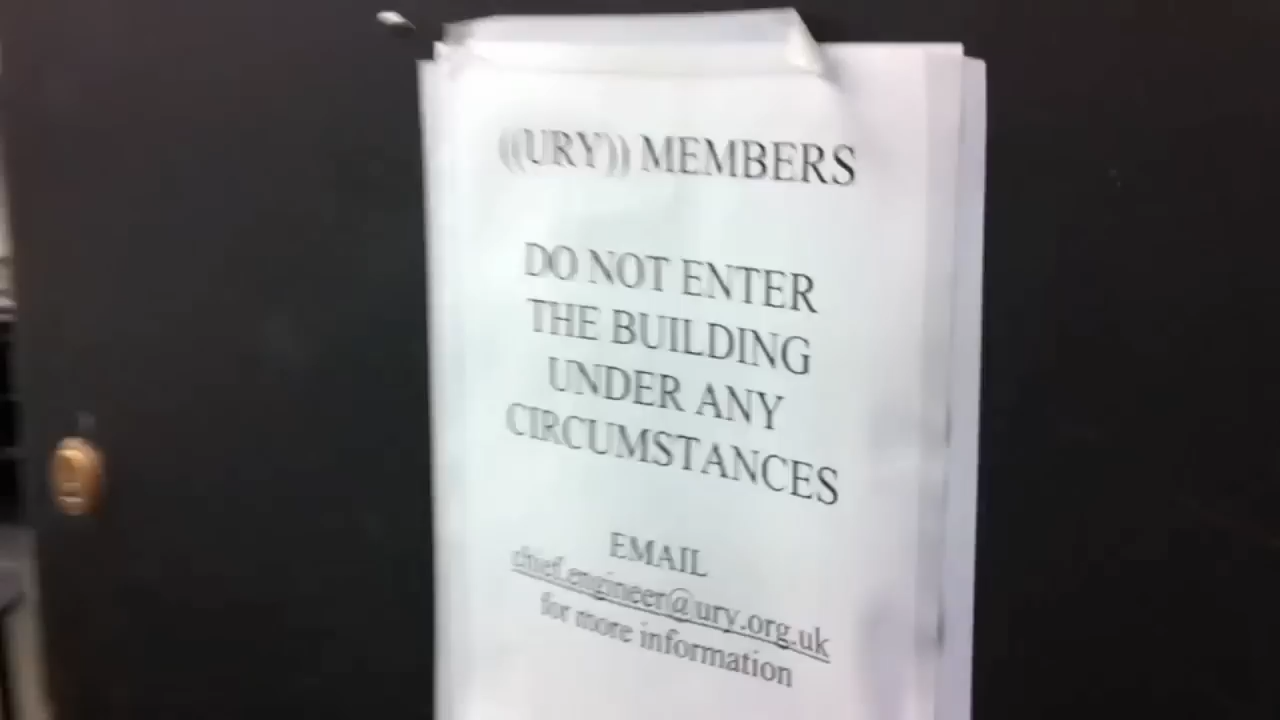 ((URY)) MEMBERS
DO NOT ENTER
THE BUILDING
UNDER ANY
CIRCUMSTANCES
EMAIL
chief.engineer@ury.org.uk
for more information